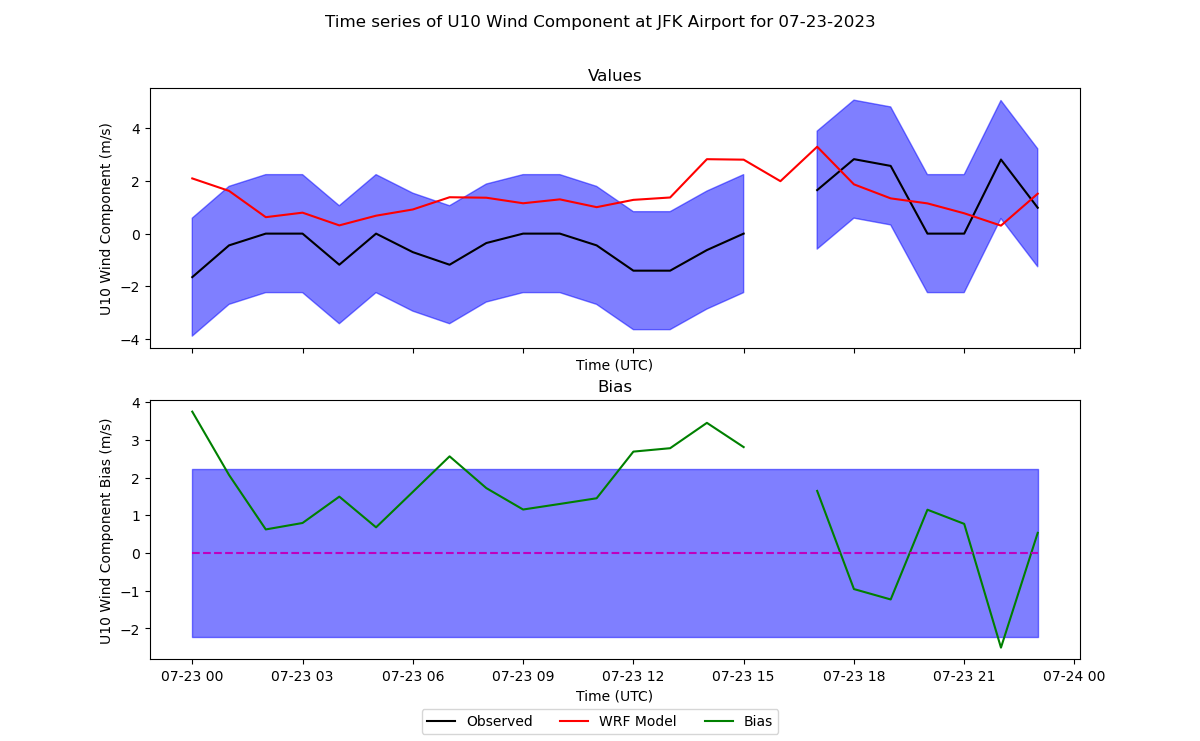 Time series of U10 Wind Component at JFK Airport for 07-23-2023
Values
U10 Wind Component (m/s)
4
2
0
−2
−4
Time (UTC)
Bias
U10 Wind Component Bias (m/s)
4
3
2
1
0
−1
−2
07-23 00 07-23 03 07-23 06 07-23 09 07-23 12 07-23 15 07-23 18 07-23 21 07-24 00
Time (UTC)
Observed WRF Model Bias